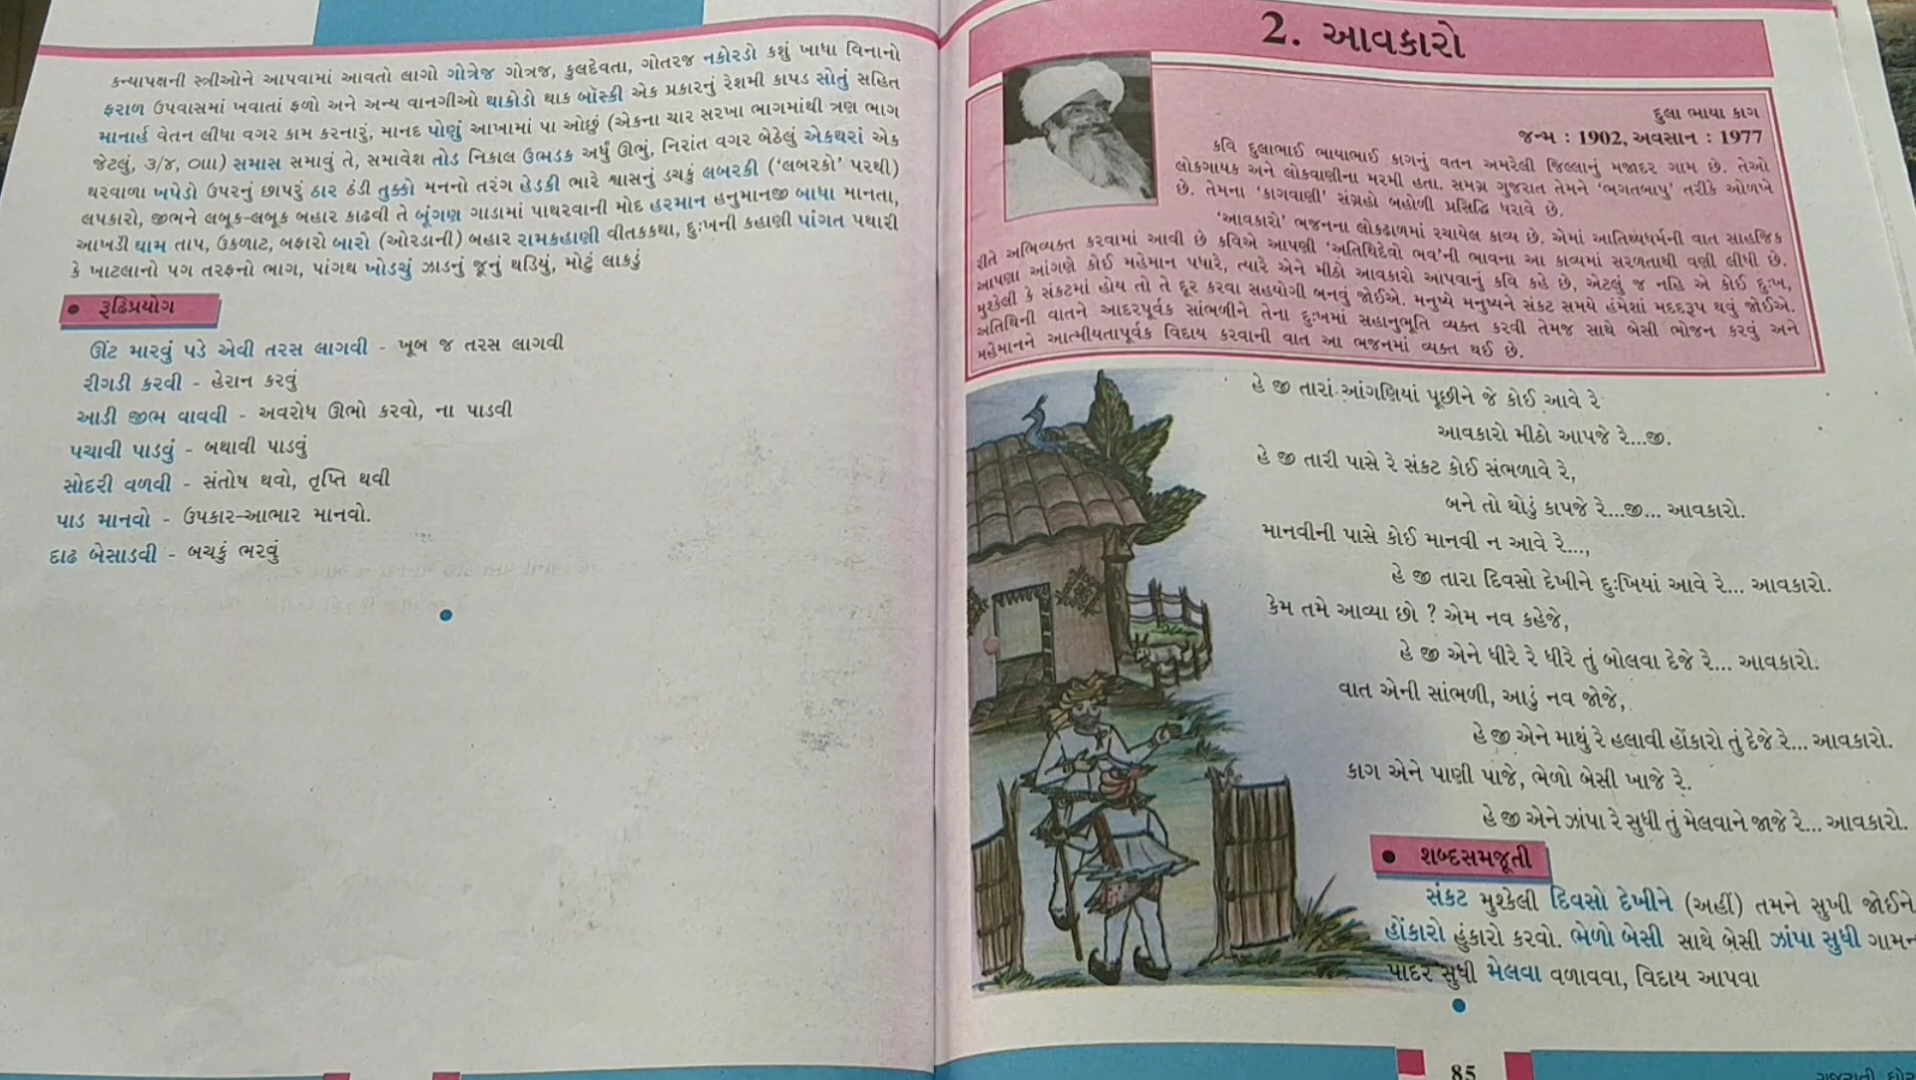 કન્યાપક્ષની સ્ત્રીઓને આપવામાં આવતો લાગો ગોત્રેજ ગોત્રજ, કુલદેવતા, ગોતરજ નકોરડો કશું ખાધા વિનાનો
ફરાળ ઉપવાસમાં ખવાતાં ફળો અને અન્ય વાનગીઓ થાકોડો થાક બૉસ્કી એક પ્રકારનું રેશમી કાપડ સોતું સહિત
માનાર્હ વેતન લીધા વગર કામ કરનારું, માનદ પોણું આખામાં પા ઓછું (એકના ચાર સરખા ભાગમાંથી ત્રણ ભાગ
જેટલું, ૩/૪, ૦ાાા) સમાસ સમાવું તે, સમાવેશ તોડ નિકાલ ઉભડક અર્ધું ઊભું, નિરાંત વગર બેઠેલું એકથરાં એક
થરવાળા ખપેડો ઉપરનું છાપરું ઠાર ઠંડી તુક્કો મનનો તરંગ હેડકી ભારે શ્વાસનું ડચકું લબરકી (‘લબરકો’ પરથી)
લપકારો, જીભને લબૂક-લબૂક બહાર કાઢવી તે બૂંગણ ગાડામાં પાથરવાની મોદ હરમાન હનુમાનજી બાધા માનતા,
આખડી ઘામ તાપ, ઉકળાટ, બફારો બારો (ઓરડાની) બહાર રામકહાણી વીતકકથા, દુઃખની કહાણી પાંગત પથારી
કે ખાટલાનો પગ તરફનો ભાગ, પાંગથ ખોડચું ઝાડનું જૂનું થડિયું, મોટું લાકડું
• રૂઢિપ્રયોગ
ઊંટ મારવું પડે એવી તરસ લાગવી - ખૂબ જ તરસ લાગવી
રીગડી કરવી - હેરાન કરવું
આડી જીભ વાવવી - અવરોધ ઊભો કરવો, ના પાડવી
પચાવી પાડવું - બથાવી પાડવું
સોદરી વળવી - સંતોષ થવો, તૃપ્તિ થવી
પાડ માનવો - ઉપકાર-આભાર માનવો.
દાઢ બેસાડવી - બચકું ભરવું
2. આવકારો
દુલા ભાયા કાગ
જન્મ : 1902, અવસાન : 1977
કવિ દુલાભાઈ ભાયાભાઈ કાગનું વતન અમરેલી જિલ્લાનું મજાદર ગામ છે. તેઓ
લોકગાયક અને લોકવાણીના મરમી હતા. સમગ્ર ગુજરાત તેમને ‘ભગતબાપુ’ તરીકે ઓળખે
છે. તેમના ‘કાગવાણી’ સંગ્રહો બહોળી પ્રસિદ્ધિ ધરાવે છે.
‘આવકારો’ ભજનના લોકઢાળમાં રચાયેલ કાવ્ય છે. એમાં આતિથ્યધર્મની વાત સાહજિક
રીતે અભિવ્યક્ત કરવામાં આવી છે કવિએ આપણી ‘અતિથિદેવો ભવ’ની ભાવના આ કાવ્યમાં સરળતાથી વણી લીધી છે.
આપણા આંગણે કોઈ મહેમાન પધારે, ત્યારે એને મીઠો આવકારો આપવાનું કવિ કહે છે, એટલું જ નહિ એ કોઈ દુઃખ,
મુશ્કેલી કે સંકટમાં હોય તો તે દૂર કરવા સહયોગી બનવું જોઈએ. મનુષ્યે મનુષ્યને સંકટ સમયે હંમેશાં મદદરૂપ થવું જોઈએ.
અતિથિની વાતને આદરપૂર્વક સાંભળીને તેના દુઃખમાં સહાનુભૂતિ વ્યક્ત કરવી તેમજ સાથે બેસી ભોજન કરવું અને
મહેમાનને આત્મીયતાપૂર્વક વિદાય કરવાની વાત આ ભજનમાં વ્યક્ત થઈ છે.
હે જી તારાં આંગણિયાં પૂછીને જે કોઈ આવે રે
આવકારો મીઠો આપજે રે...જી.
હે જી તારી પાસે રે સંકટ કોઈ સંભળાવે રે,
બને તો થોડું કાપજે રે...જી... આવકારો.
માનવીની પાસે કોઈ માનવી ન આવે રે...,
હે જી તારા દિવસો દેખીને દુઃખિયાં આવે રે... આવકારો.
કેમ તમે આવ્યા છો ? એમ નવ કહેજે,
હે જી એને ધીરે રે ધીરે તું બોલવા દેજે રે... આવકારો.
વાત એની સાંભળી, આડું નવ જોજે,
હે જી એને માથું રે હલાવી હોંકારો તું દેજે રે... આવકારો.
કાગ એને પાણી પાજે, ભેળો બેસી ખાજે રે.
હે જી એને ઝાંપા રે સુધી તું મેલવાને જાજે રે... આવકારો.
• શબ્દસમજૂતી
સંકટ મુશ્કેલી દિવસો દેખીને (અહીં) તમને સુખી જોઈને
હોંકારો હુંકારો કરવો. ભેળો બેસી સાથે બેસી ઝાંપા સુધી
પાદર સુધી મેલવા વળાવવા, વિદાય આપવા
85